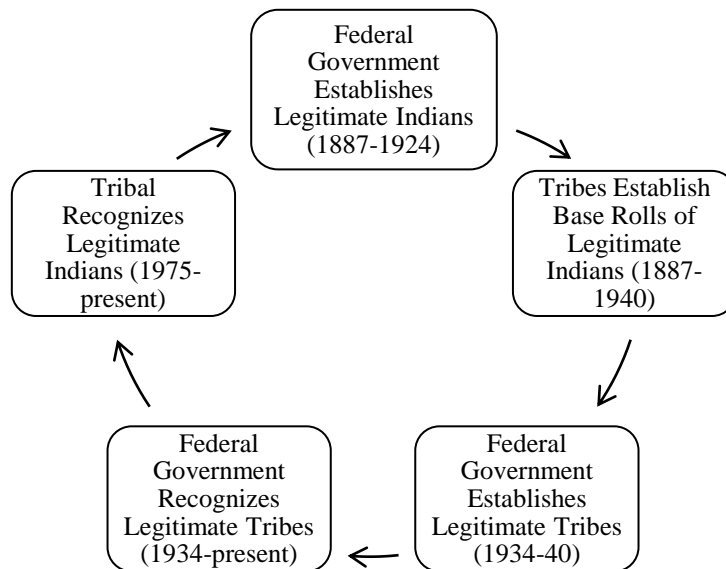 Federal
Government
Establishes
Legitimate Indians
(1887-1924)
Tribes Establish
Base Rolls of
Legitimate
Indians (1887-
1940)
Federal
Government
Establishes
Legitimate Tribes
(1934-40)
Federal
Government
Recognizes
Legitimate Tribes
(1934-present)
Tribal
Recognizes
Legitimate
Indians (1975-
present)